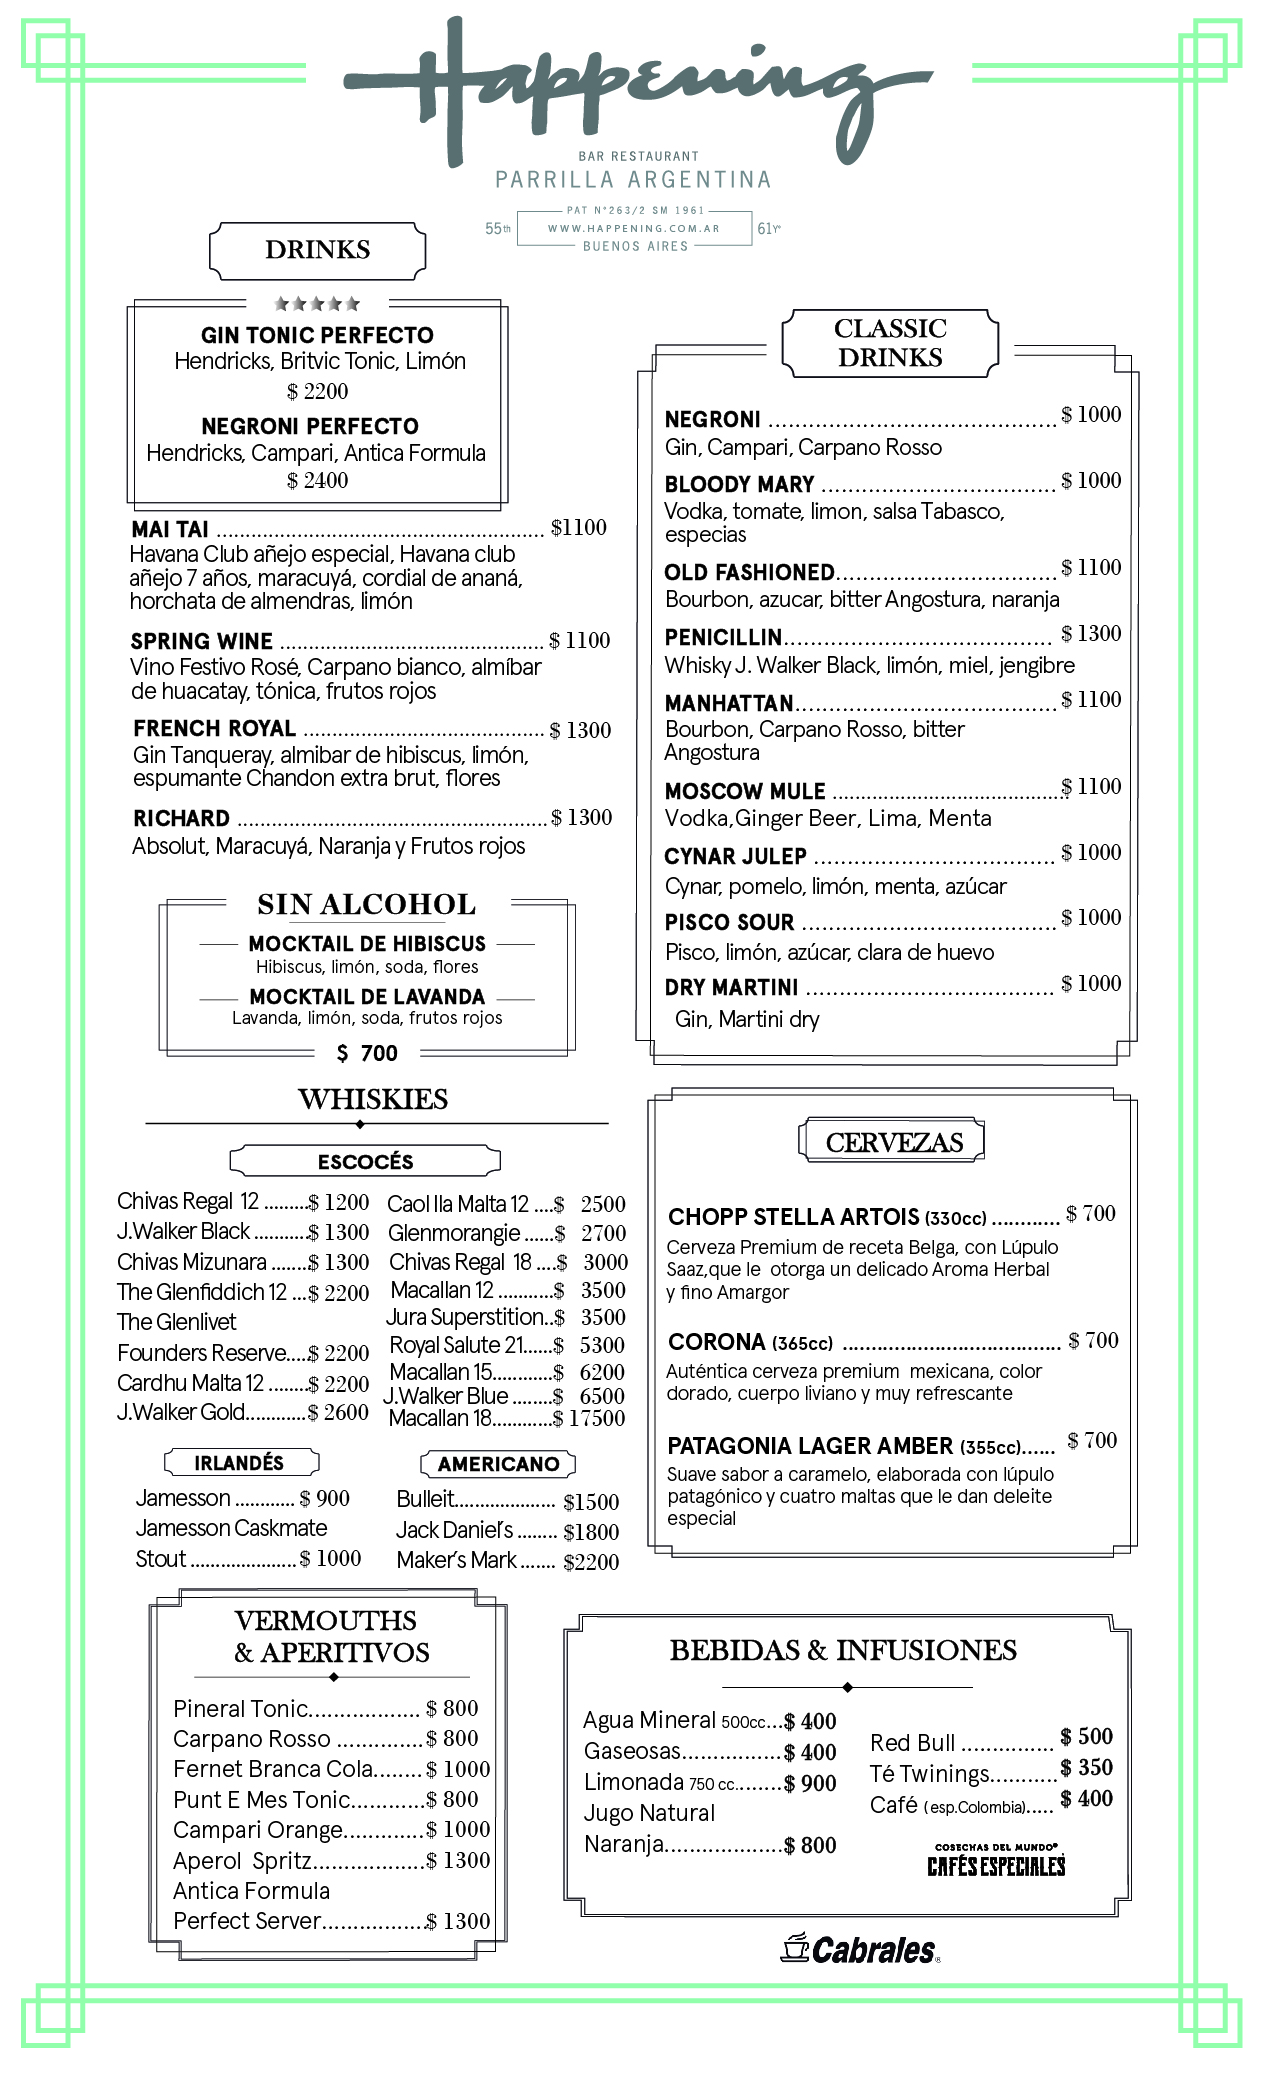 Happening
BAR RESTAURANT
PARRILLA ARGENTINA
PAT N°263/2 SM 1961
55th WWW.HAPPENING.COM.AR 61Yº
BUENOS AIRES
DRINKS
GIN TONIC PERFECTO
Hendricks, Britvic Tonic, Limón
$ 2200
NEGRONI PERFECTO
Hendricks, Campari, Antica Formula
$ 2400
MAI TAI ................................................ $1100
Havana Club añejo especial, Havana club
añejo 7 años, maracuyá, cordial de ananá,
horchata de almendras, limón
SPRING WINE ........................................ $ 1100
Vino Festivo Rosé, Carpano bianco, almíbar
de huacatay, tónica, frutos rojos
FRENCH ROYAL ..................................... $ 1300
Gin Tanqueray, almibar de hibiscus, limón,
espumante Chandon extra brut, flores
RICHARD ............................................... $ 1300
Absolut, Maracuyá, Naranja y Frutos rojos
SIN ALCOHOL
MOCKTAIL DE HIBISCUS
Hibiscus, limón, soda, flores
MOCKTAIL DE LAVANDA
Lavanda, limón, soda, frutos rojos
$ 700
CLASSIC
DRINKS
NEGRONI ........................................... $ 1000
Gin, Campari, Carpano Rosso
BLOODY MARY ................................... $ 1000
Vodka, tomate, limon, salsa Tabasco,
especias
OLD FASHIONED................................. $ 1100
Bourbon, azucar, bitter Angostura, naranja
PENICILLIN........................................ $ 1300
Whisky J. Walker Black, limón, miel, jengibre
MANHATTAN....................................... $ 1100
Bourbon, Carpano Rosso, bitter
Angostura
MOSCOW MULE ....................................... $ 1100
Vodka,Ginger Beer, Lima, Menta
CYNAR JULEP .................................... $ 1000
Cynar, pomelo, limón, menta, azúcar
PISCO SOUR ...................................... $ 1000
Pisco, limón, azúcar, clara de huevo
DRY MARTINI ..................................... $ 1000
Gin, Martini dry
WHISKIES
ESCOCÉS
Chivas Regal 12 .........$ 1200
J.Walker Black ...........$ 1300
Chivas Mizunara .......$ 1300
The Glenfiddich 12 ...$ 2200
The Glenlivet
Founders Reserve.....$ 2200
Cardhu Malta 12 ........$ 2200
J.Walker Gold............$ 2600
Caol Ila Malta 12 ....$ 2500
Glenmorangie ......$ 2700
Chivas Regal 18 ....$ 3000
Macallan 12 ...........$ 3500
Jura Superstition..$ 3500
Royal Salute 21......$ 5300
Macallan 15............$ 6200
J.Walker Blue ........$ 6500
Macallan 18............$ 17500
IRLANDÉS
Jamesson ............ $ 900
Jamesson Caskmate
Stout ..................... $ 1000
AMERICANO
Bulleit.................... $1500
Jack Daniel's ........ $1800
Maker's Mark ....... $2200
CERVEZAS
CHOPP STELLA ARTOIS (330cc) ............ $ 700
Cerveza Premium de receta Belga, con Lúpulo
Saaz,que le otorga un delicado Aroma Herbal
y fino Amargor
CORONA (365cc) ..................................... $ 700
Auténtica cerveza premium mexicana, color
dorado, cuerpo liviano y muy refrescante
PATAGONIA LAGER AMBER (355cc)...... $ 700
Suave sabor a caramelo, elaborada con lúpulo
patagónico y cuatro maltas que le dan deleite
especial
VERMOUTHS
& APERITIVOS
Pineral Tonic................. $ 800
Carpano Rosso .............$ 800
Fernet Branca Cola........$ 1000
Punt E Mes Tonic...........$ 800
Campari Orange............$ 1000
Aperol Spritz.................$ 1300
Antica Formula
Perfect Server................$ 1300
BEBIDAS & INFUSIONES
Agua Mineral 500cc...$ 400
Gaseosas...............$ 400
Limonada 750 cc........$ 900
Jugo Natural
Naranja..................$ 800
Red Bull .............. $ 500
Té Twinings.......... $ 350
Café (esp.Colombia)..... $ 400
COSECHAS DEL MUNDO®
CAFÉS ESPECIALES
Cabrales®